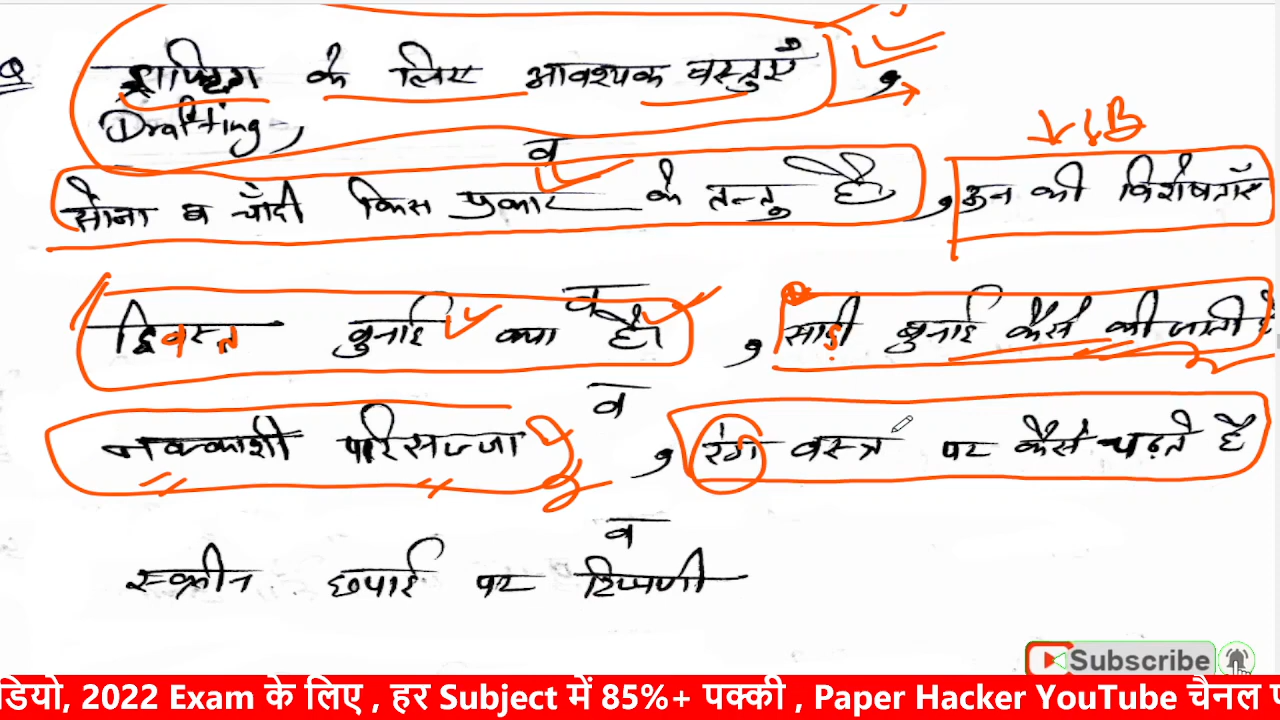 Q ड्राफ्टिंग के लिए आवश्यक वस्तुएँ ,
Drafting ,
व
सोना व चाँदी किस प्रकार के तन्तु है , ऊन की विशेषताएँ
व
द्विवस्त्र बुनाई क्या है। , सादी बुनाई कैसे की जाती है
व
नक्काशी परिसज्जा , रंग वस्त्र पर कैसे चढ़ते है
व
स्क्रीन छपाई पर टिप्पणी
Subscribe
डियो, 2022 Exam के लिए , हर Subject में 85%+ पक्की , Paper Hacker YouTube चैनल प